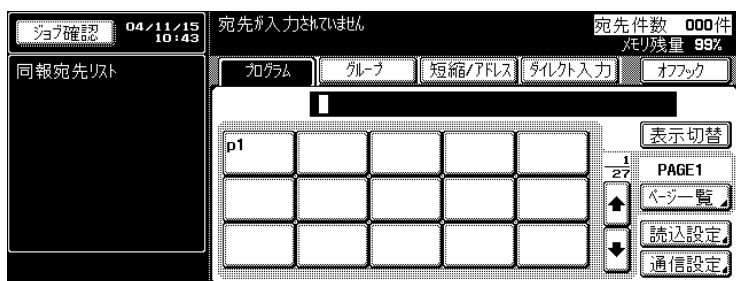 ジョブ確認
04/11/15
10:43
宛先が入力されていません
宛先件数 000件
メモリ残量 99%
同報宛先リスト
プログラム
グループ
短縮/アドレス
ダイレクト入力
オフフック
表示切替
p1
1
27
PAGE1
ページ一覧
読込設定
通信設定